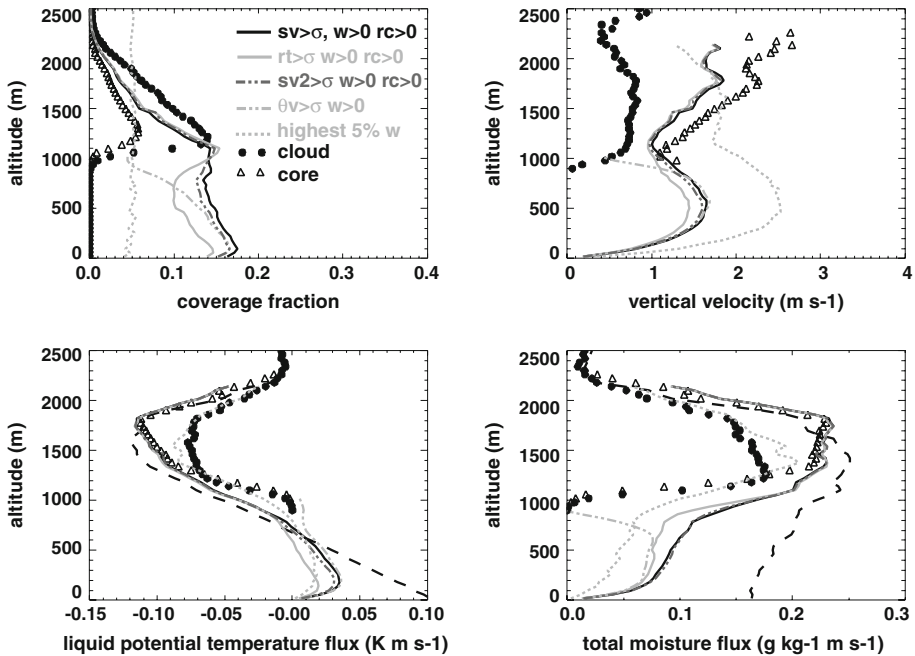 altitude (m)
2500
2000
1500
1000
500
0
0.0 0.1 0.2 0.3 0.4
coverage fraction
sv>σ, w>0 rc>0
rt>σ w>0 rc>0
sv2>σ w>0 rc>0
θv>σ w>0
highest 5% w
cloud
core
altitude (m)
2500
2000
1500
1000
500
0
0 1 2 3 4
vertical velocity (m s-1)
altitude (m)
2500
2000
1500
1000
500
0
-0.15 -0.10 -0.05 -0.00 0.05 0.10
liquid potential temperature flux (K m s-1)
altitude (m)
2500
2000
1500
1000
500
0
0.0 0.1 0.2 0.3
total moisture flux (g kg-1 m s-1)